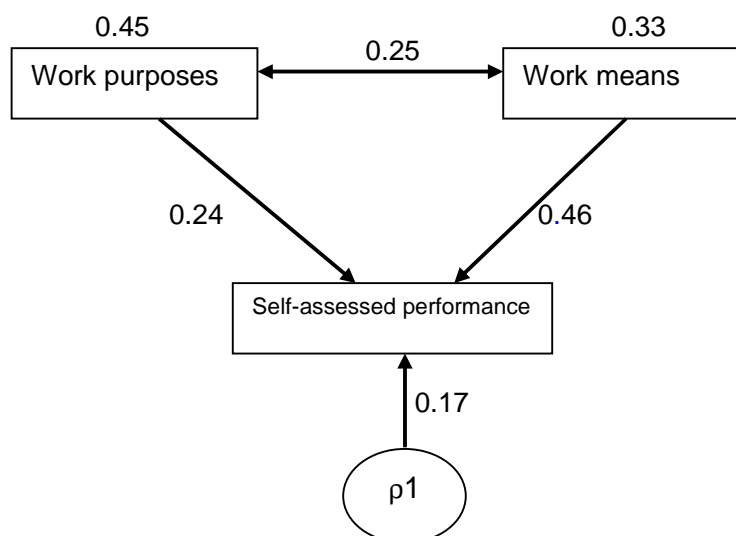 0.45
0.33
0.25
Work purposes
Work means
0.24
0.46
Self-assessed performance
0.17
ρ1